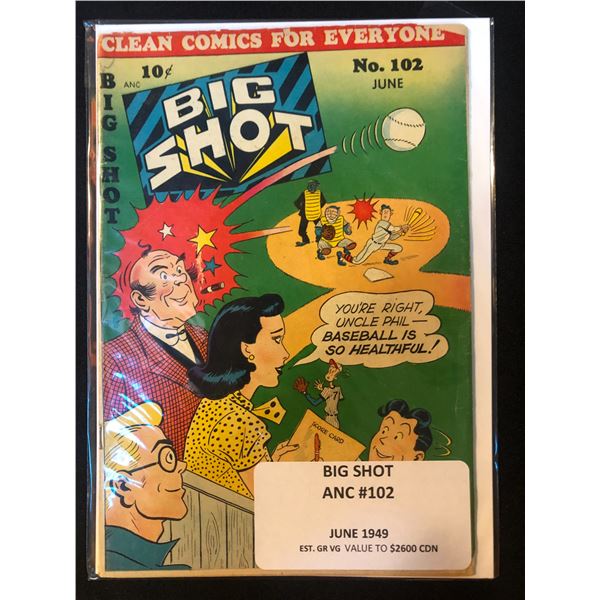 CLEAN COMICS FOR EVERYONE
BIG SHOT
ANC
10¢
No. 102
JUNE
BIG
SHOT
YOU'RE RIGHT,
UNCLE PHIL —
BASEBALL IS
SO HEALTHFUL!
SCORE CARD
BIG SHOT
ANC #102
JUNE 1949
EST. GR VG VALUE TO $2600 CDN